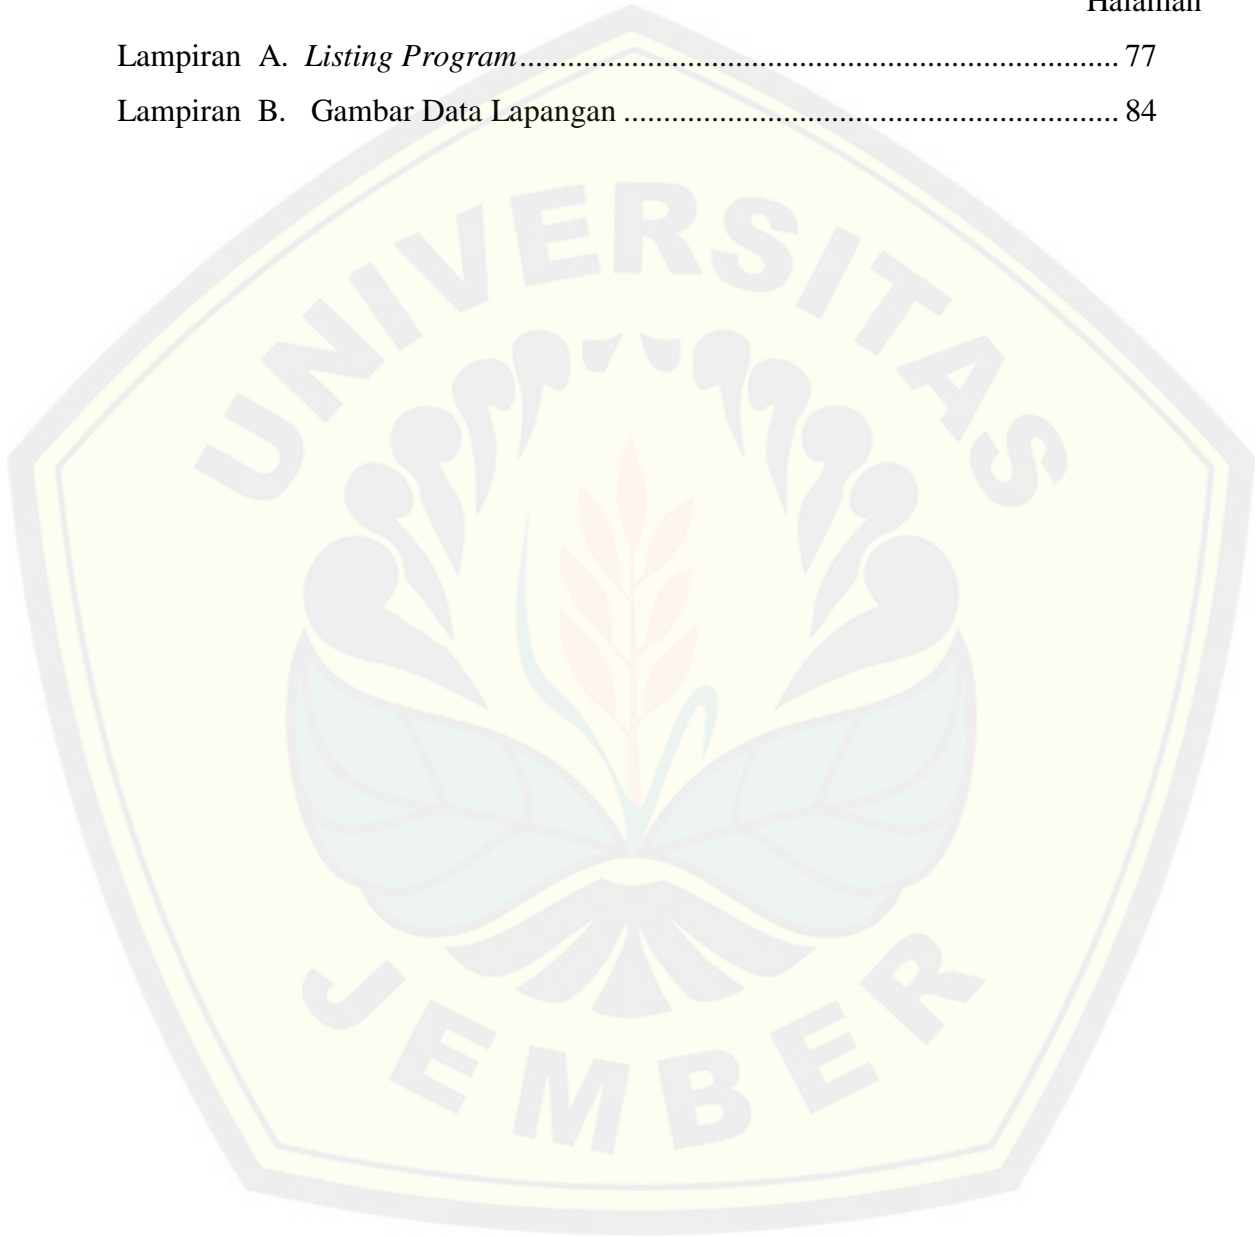 Halaman
Lampiran A. Listing Program........................................................................... 77
Lampiran B. Gambar Data Lapangan .............................................................. 84
UNIVERSITAS
JEMBER